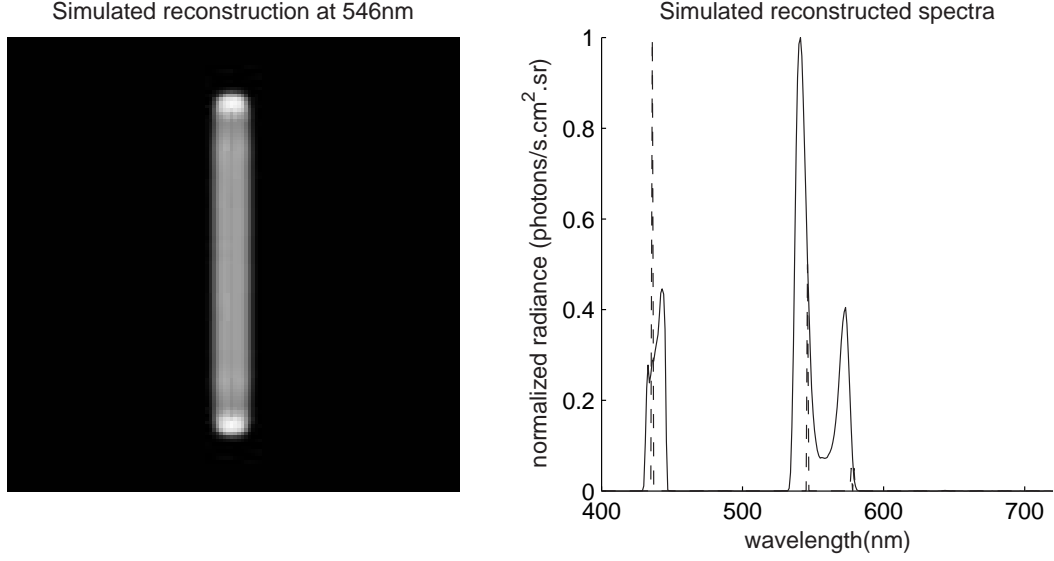 Simulated reconstruction at 546nm
Simulated reconstructed spectra
normalized radiance (photons/s.cm².sr)
1
0.8
0.6
0.4
0.2
0
400
500
600
700
wavelength(nm)